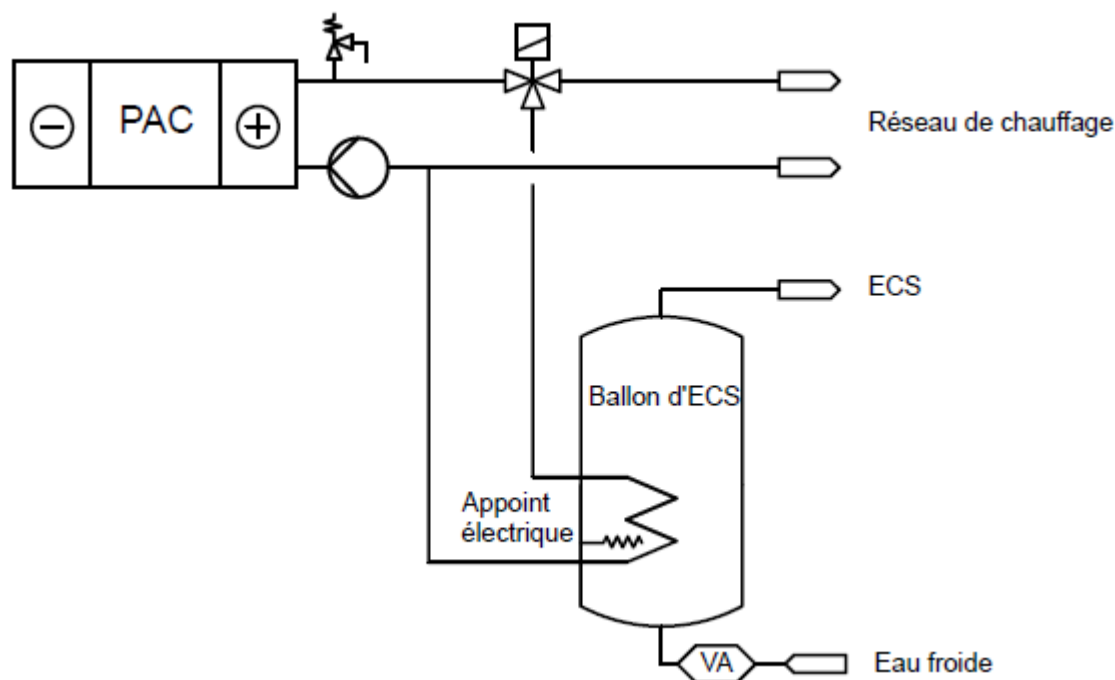 PAC
Réseau de chauffage
ECS
Ballon d'ECS
Appoint
électrique
VA
Eau froide